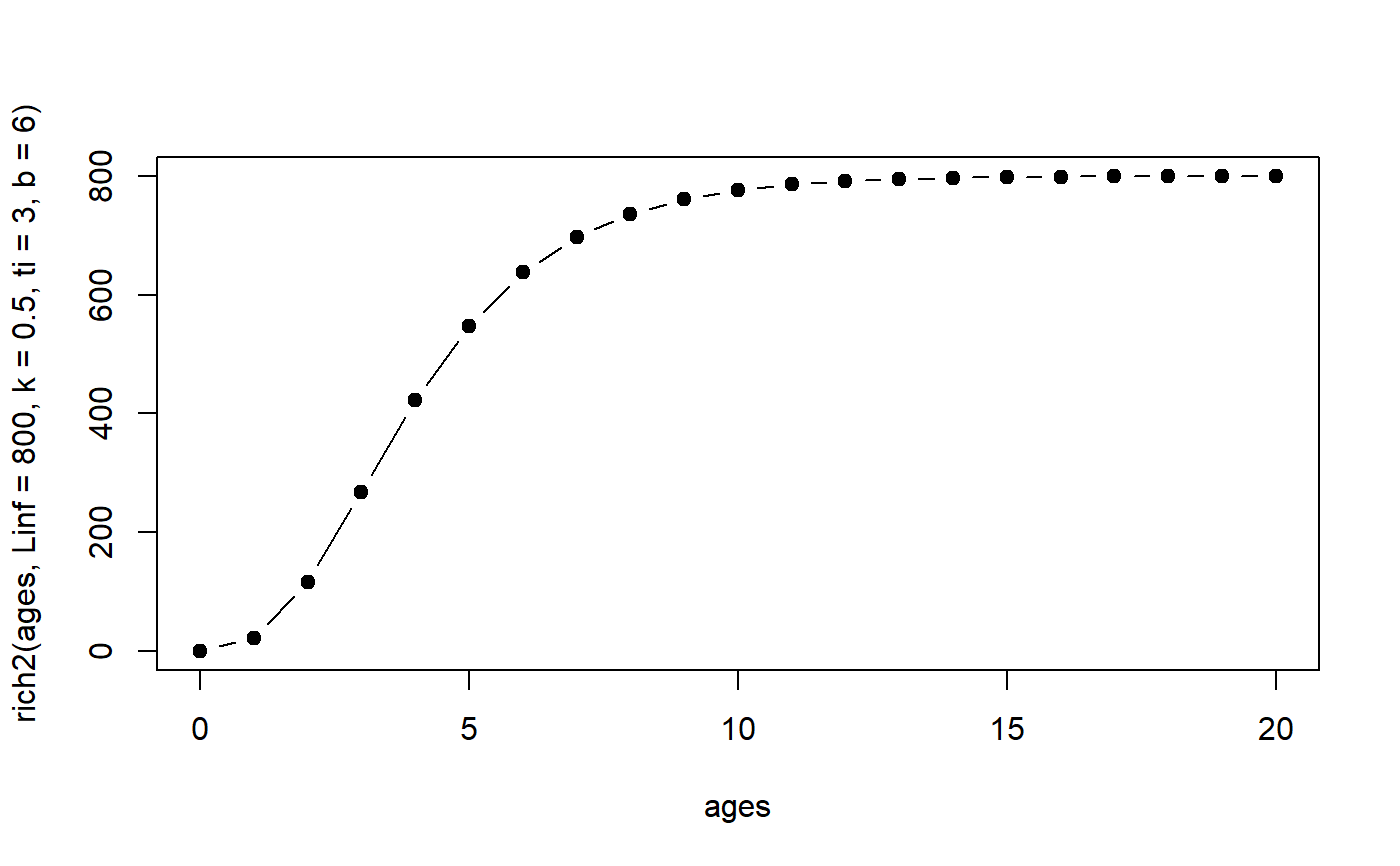 rich2(ages, Linf = 800, k = 0.5, ti = 3, b = 6)
800
600
400
200
0
0 5 10 15 20
ages